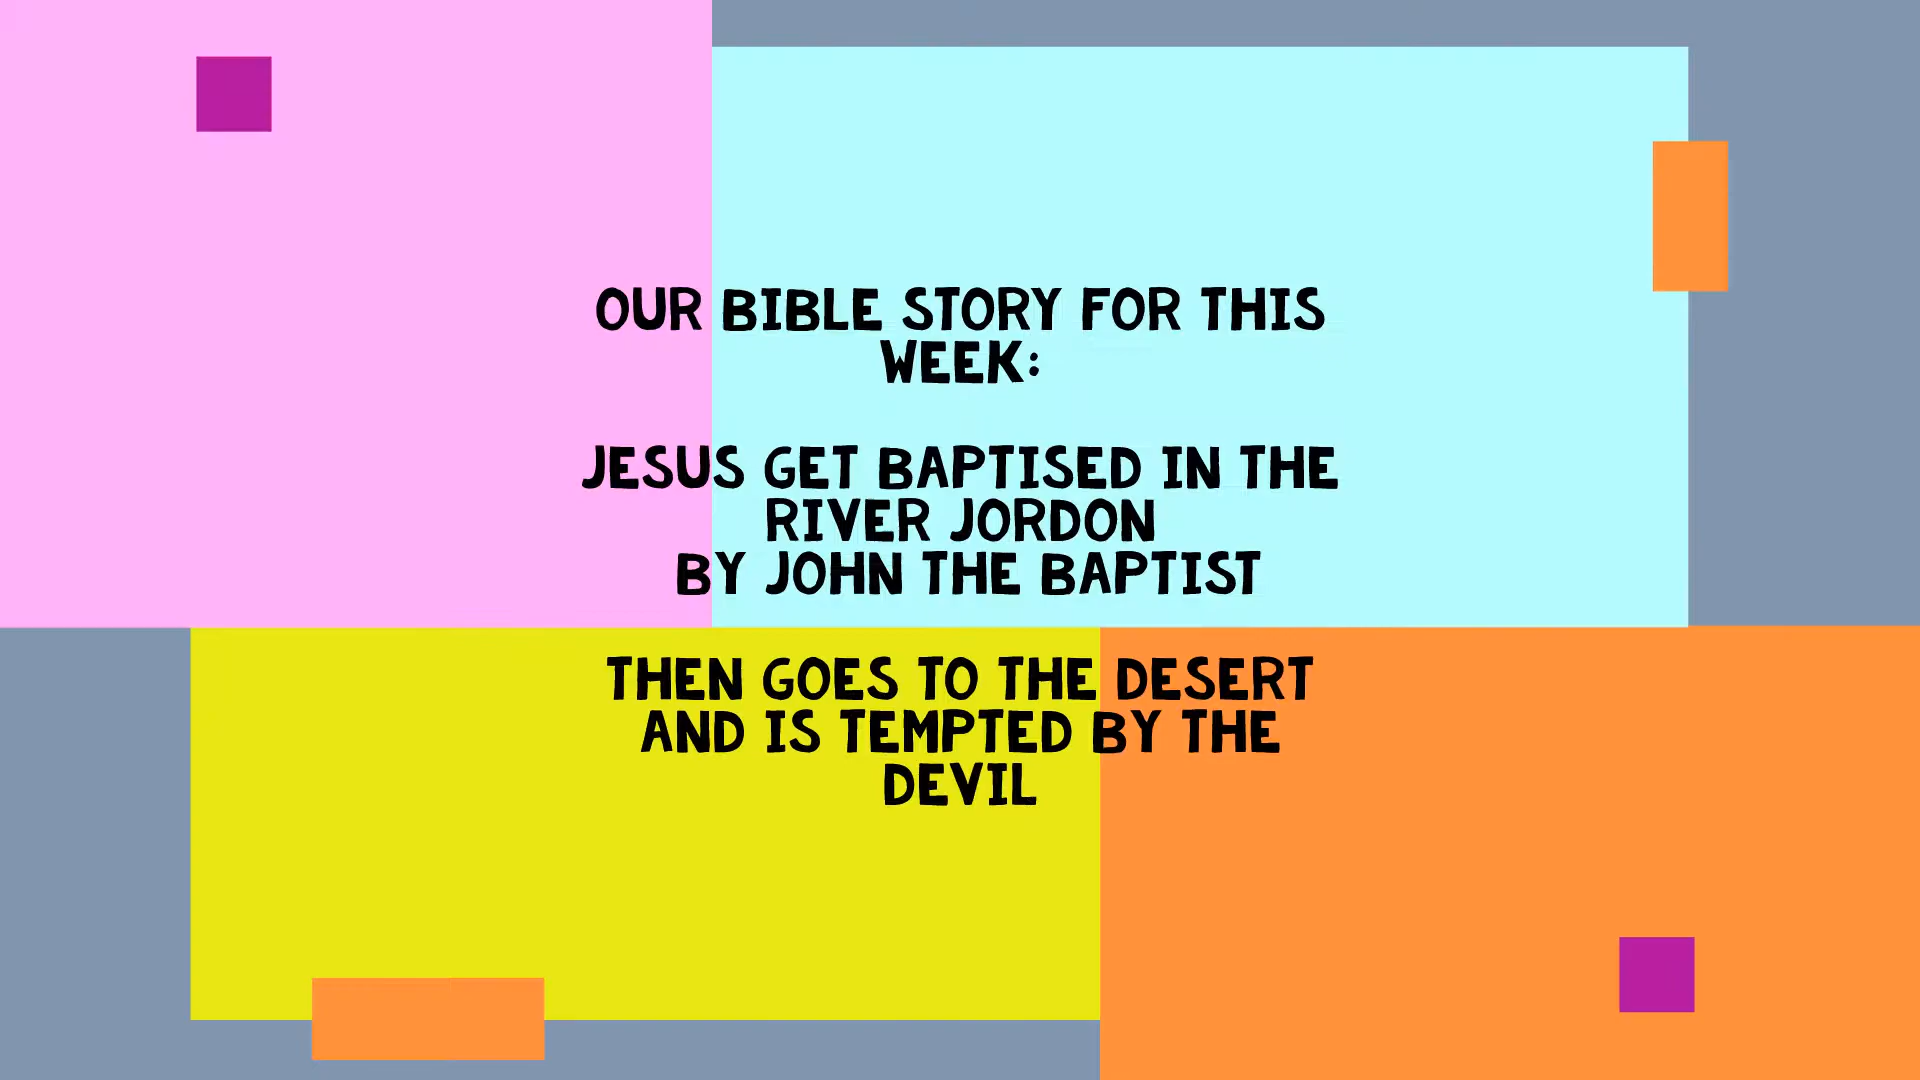 OUR BIBLE STORY FOR THIS
WEEK:
JESUS GET BAPTISED IN THE
RIVER JORDON
BY JOHN THE BAPTIST
THEN GOES TO THE DESERT
AND IS TEMPTED BY THE
DEVIL